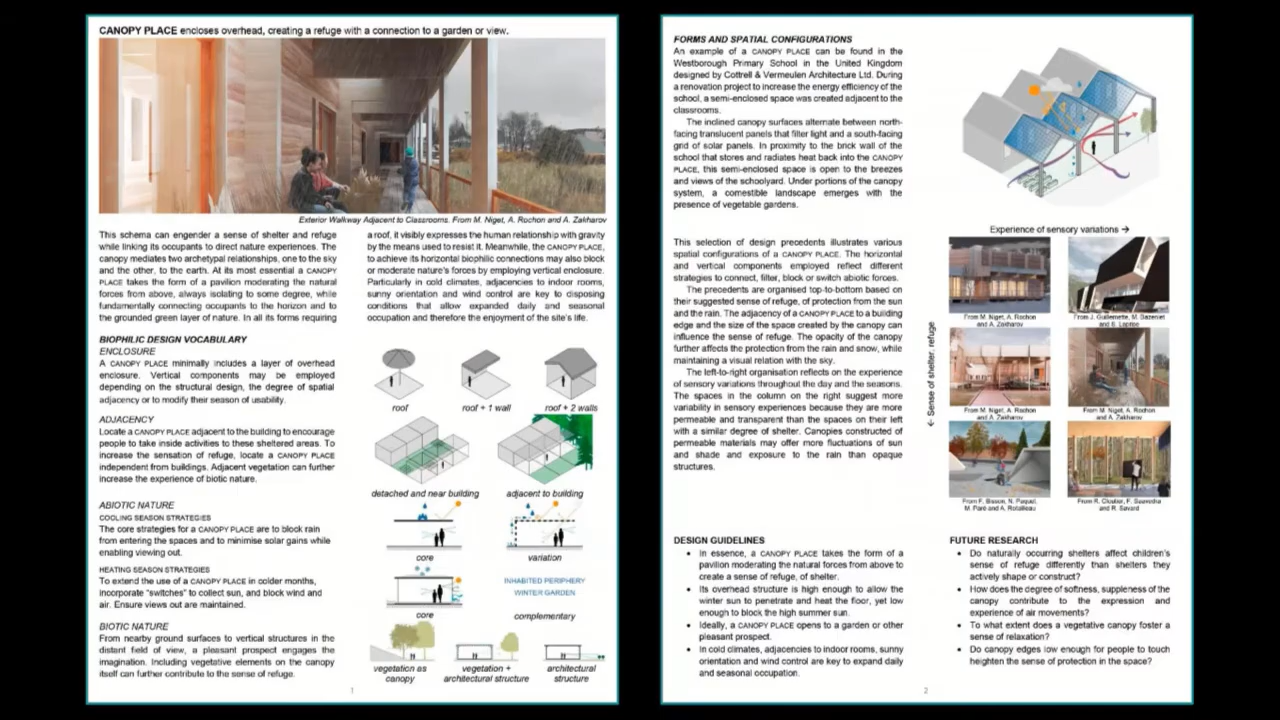 CANOPY PLACE encloses overhead, creating a refuge with a connection to a garden or view.
Exterior Walkway Adjacent to Classrooms. From M. Niget, A. Rochon and A. Zakharov
This schema can engender a sense of shelter and refuge
while linking its occupants to direct nature experiences. The
canopy mediates two archetypal relationships, one to the sky
and the other, to the earth. At its most essential a CANOPY
PLACE takes the form of a pavilion moderating the natural
forces from above, always isolating to some degree, while
fundamentally connecting occupants to the horizon and to
the grounded green layer of nature. In all its forms requiring
a roof, it visibly expresses the human relationship with gravity
by the means used to resist it. Meanwhile, the CANOPY PLACE,
to achieve its horizontal biophilic connections may also block
or moderate nature's forces by employing vertical enclosure.
Particularly in cold climates, adjacencies to indoor rooms,
sunny orientation and wind control are key to disposing
conditions that allow expanded daily and seasonal
occupation and therefore the enjoyment of the site's life.
BIOPHILIC DESIGN VOCABULARY
ENCLOSURE
A CANOPY PLACE minimally includes a layer of overhead
enclosure. Vertical components may be employed
depending on the structural design, the degree of spatial
adjacency or to modify their season of usability.
roof
roof + 1 wall
roof + 2 walls
ADJACENCY
Locate a CANOPY PLACE adjacent to the building to encourage
people to take inside activities to these sheltered areas. To
increase the sensation of refuge, locate a CANOPY PLACE
independent from buildings. Adjacent vegetation can further
increase the experience of biotic nature.
detached and near building
adjacent to building
ABIOTIC NATURE
COOLING SEASON STRATEGIES
The core strategies for a CANOPY PLACE are to block rain
from entering the spaces and to minimise solar gains while
enabling viewing out.
core
variation
HEATING SEASON STRATEGIES
To extend the use of a CANOPY PLACE in colder months,
incorporate "switches" to collect sun, and block wind and
air. Ensure views out are maintained.
core
INHABITED PERIPHERY
WINTER GARDEN
complementary
BIOTIC NATURE
From nearby ground surfaces to vertical structures in the
distant field of view, a pleasant prospect engages the
imagination. Including vegetative elements on the canopy
itself can further contribute to the sense of refuge.
vegetation as
canopy
vegetation +
architectural structure
architectural
structure
1
FORMS AND SPATIAL CONFIGURATIONS
An example of a CANOPY PLACE can be found in the
Westborough Primary School in the United Kingdom
designed by Cottrell & Vermeulen Architecture Ltd. During
a renovation project to increase the energy efficiency of the
school, a semi-enclosed space was created adjacent to the
classrooms.
The inclined canopy surfaces alternate between north-
facing translucent panels that filter light and a south-facing
grid of solar panels. In proximity to the brick wall of the
school that stores and radiates heat back into the CANOPY
PLACE, this semi-enclosed space is open to the breezes
and views of the schoolyard. Under portions of the canopy
system, a comestible landscape emerges with the
presence of vegetable gardens.
This selection of design precedents illustrates various
spatial configurations of a CANOPY PLACE. The horizontal
and vertical components employed reflect different
strategies to connect, filter, block or switch abiotic forces.
The precedents are organised top-to-bottom based on
their suggested sense of refuge, of protection from the sun
and the rain. The adjacency of a CANOPY PLACE to a building
edge and the size of the space created by the canopy can
influence the sense of refuge. The opacity of the canopy
further affects the protection from the rain and snow, while
maintaining a visual relation with the sky.
The left-to-right organisation reflects on the experience
of sensory variations throughout the day and the seasons.
The spaces in the column on the right suggest more
variability in sensory experiences because they are more
permeable and transparent than the spaces on their left
with a similar degree of shelter. Canopies constructed of
permeable materials may offer more fluctuations of sun
and shade and exposure to the rain than opaque
structures.
Experience of sensory variations →
← Sense of shelter, refuge
From M. Niget, A. Rochon
and A. Zakharov
From J. Guillemette, M. Bazenet
and B. Laprise
From M. Niget, A. Rochon
and A. Zakharov
From M. Niget, A. Rochon
and A. Zakharov
From F. Bisson, N. Paquel,
M. Paré and A. Rotallieau
From R. Cloutier, F. Saavedra
and R. Savard
DESIGN GUIDELINES
• In essence, a CANOPY PLACE takes the form of a
pavilion moderating the natural forces from above to
create a sense of refuge, of shelter.
• Its overhead structure is high enough to allow the
winter sun to penetrate and heat the floor, yet low
enough to block the high summer sun.
• Ideally, a CANOPY PLACE opens to a garden or other
pleasant prospect.
• In cold climates, adjacencies to indoor rooms, sunny
orientation and wind control are key to expand daily
and seasonal occupation.
FUTURE RESEARCH
• Do naturally occurring shelters affect children's
sense of refuge differently than shelters they
actively shape or construct?
• How does the degree of softness, suppleness of the
canopy contribute to the expression and
experience of air movements?
• To what extent does a vegetative canopy foster a
sense of relaxation?
• Do canopy edges low enough for people to touch
heighten the sense of protection in the space?
2